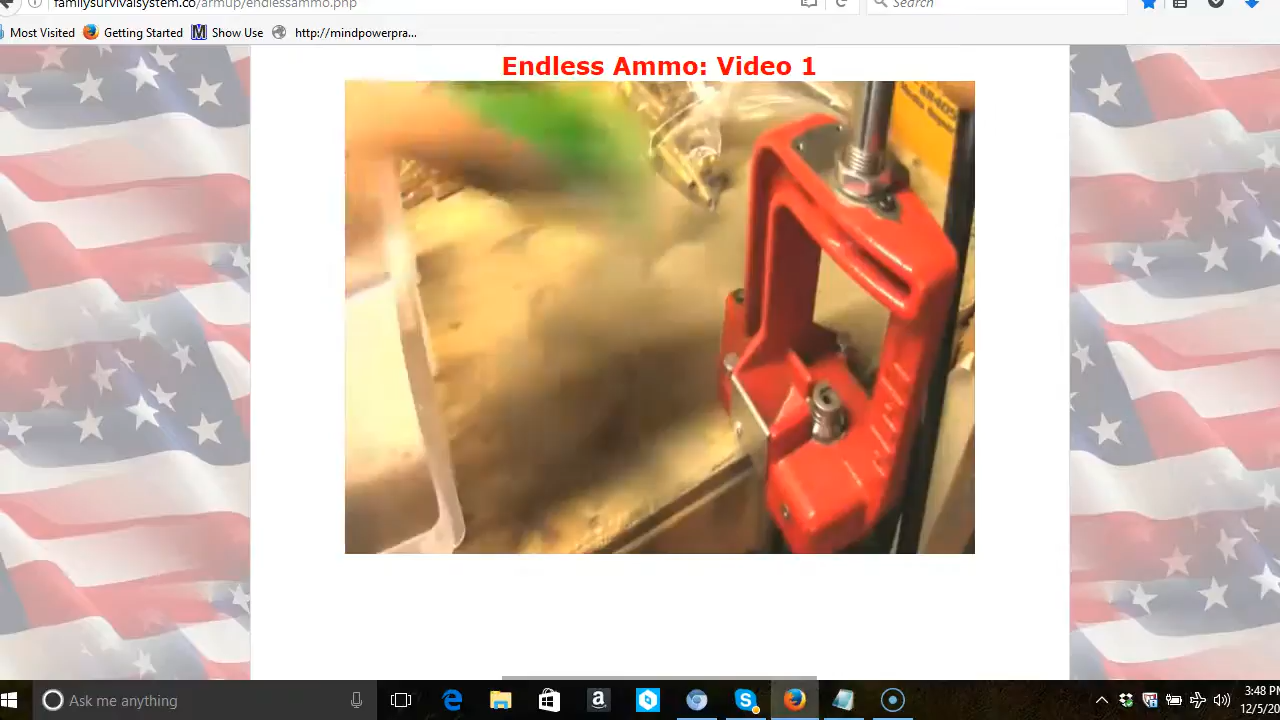 familysurvivalsystem.co/armup/endlessammo.php
Search
Most Visited
Getting Started
Show Use
http://mindpowerpra...
Endless Ammo: Video 1
Ask me anything
3:48 PM
12/5/20